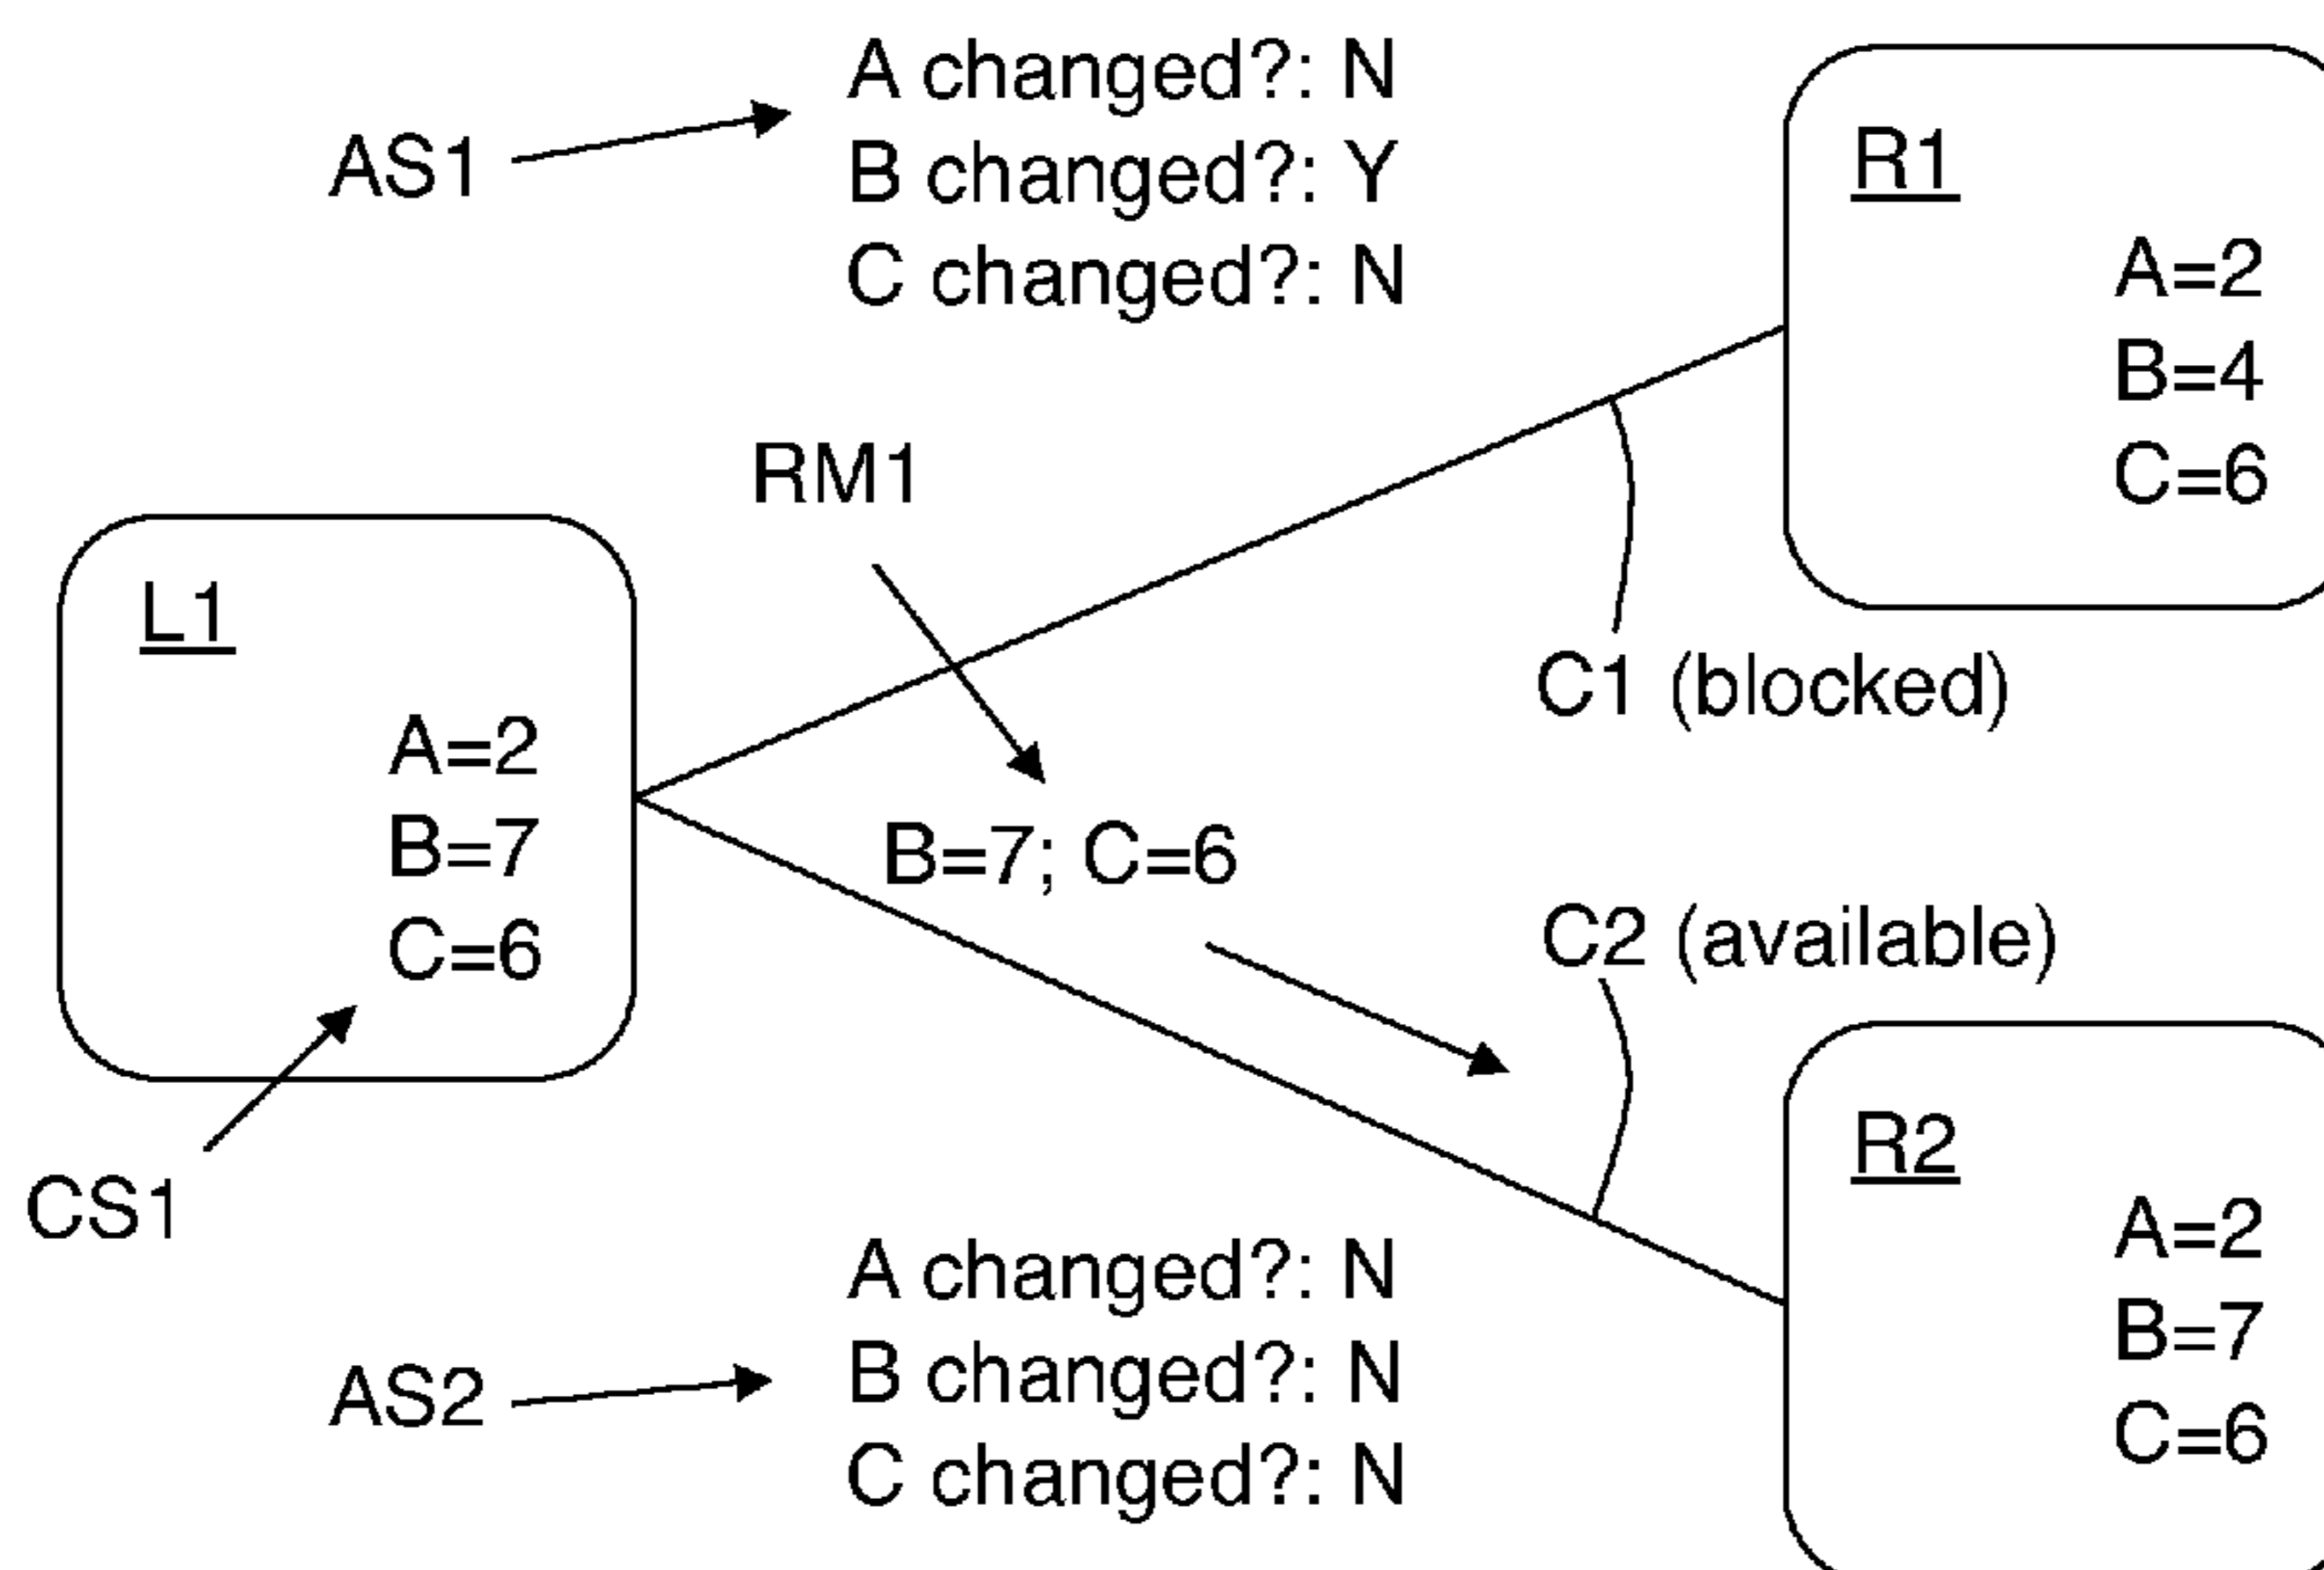 A changed?: N
AS1
B changed?: Y
C changed?: N
R1
A=2
B=4
C=6
RM1
C1 (blocked)
L1
A=2
B=7
C=6
B=7; C=6
C2 (available)
CS1
R2
A=2
B=7
C=6
A changed?: N
AS2
B changed?: N
C changed?: N